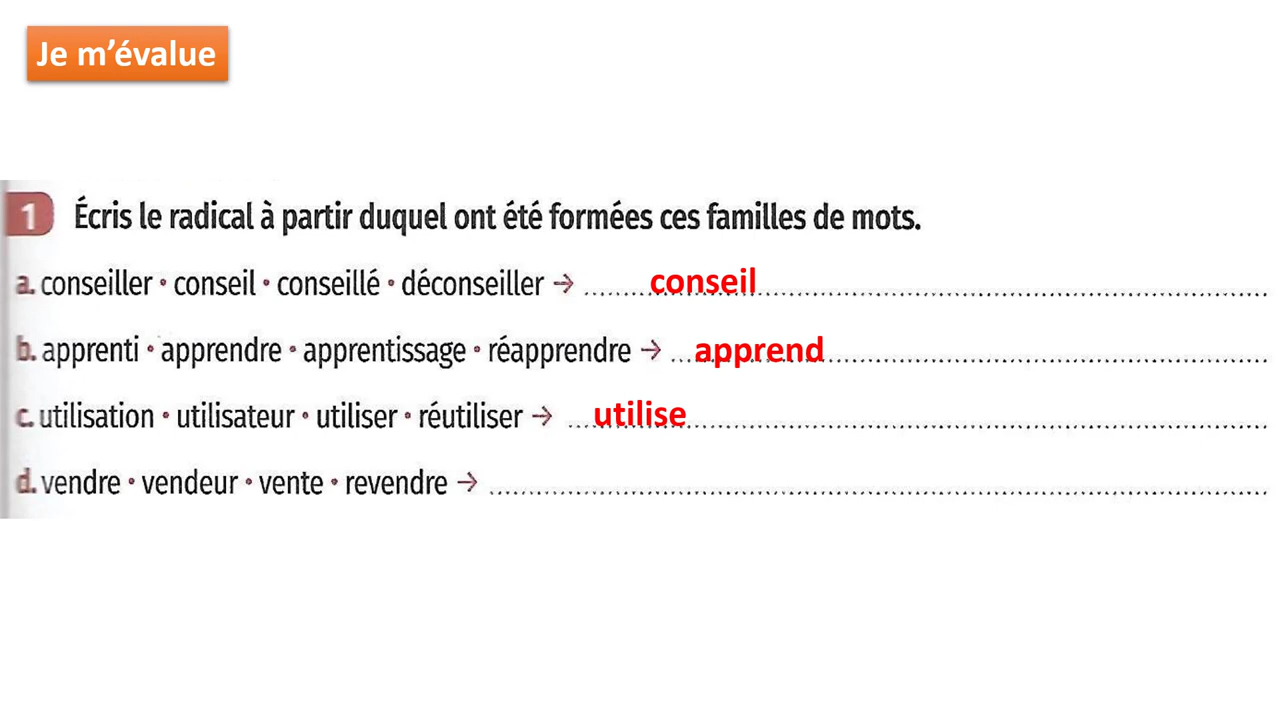 Je m’évalue
1 Écris le radical à partir duquel ont été formées ces familles de mots.
a. conseiller • conseil • conseillé • déconseiller → ........ conseil ........
b. apprenti • apprendre • apprentissage • réapprendre → ... apprend ........
c. utilisation • utilisateur • utiliser • réutiliser → ... utilise ........
d. vendre • vendeur • vente • revendre → ........